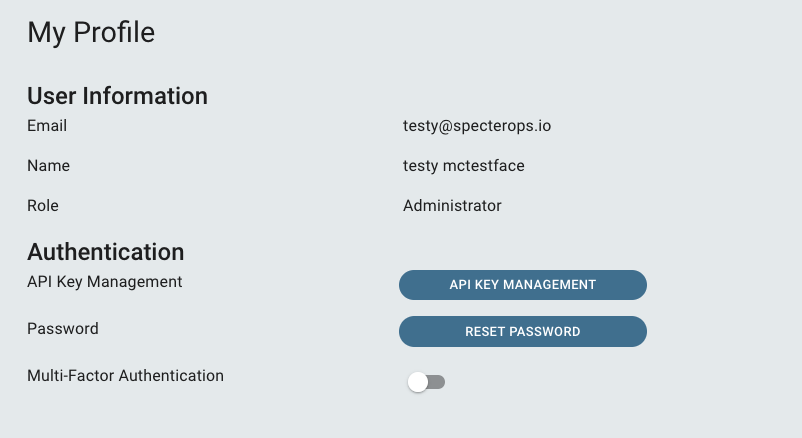 My Profile
User Information
Email testy@specterops.io
Name testy mctestface
Role Administrator
Authentication
API Key Management API KEY MANAGEMENT
Password RESET PASSWORD
Multi-Factor Authentication